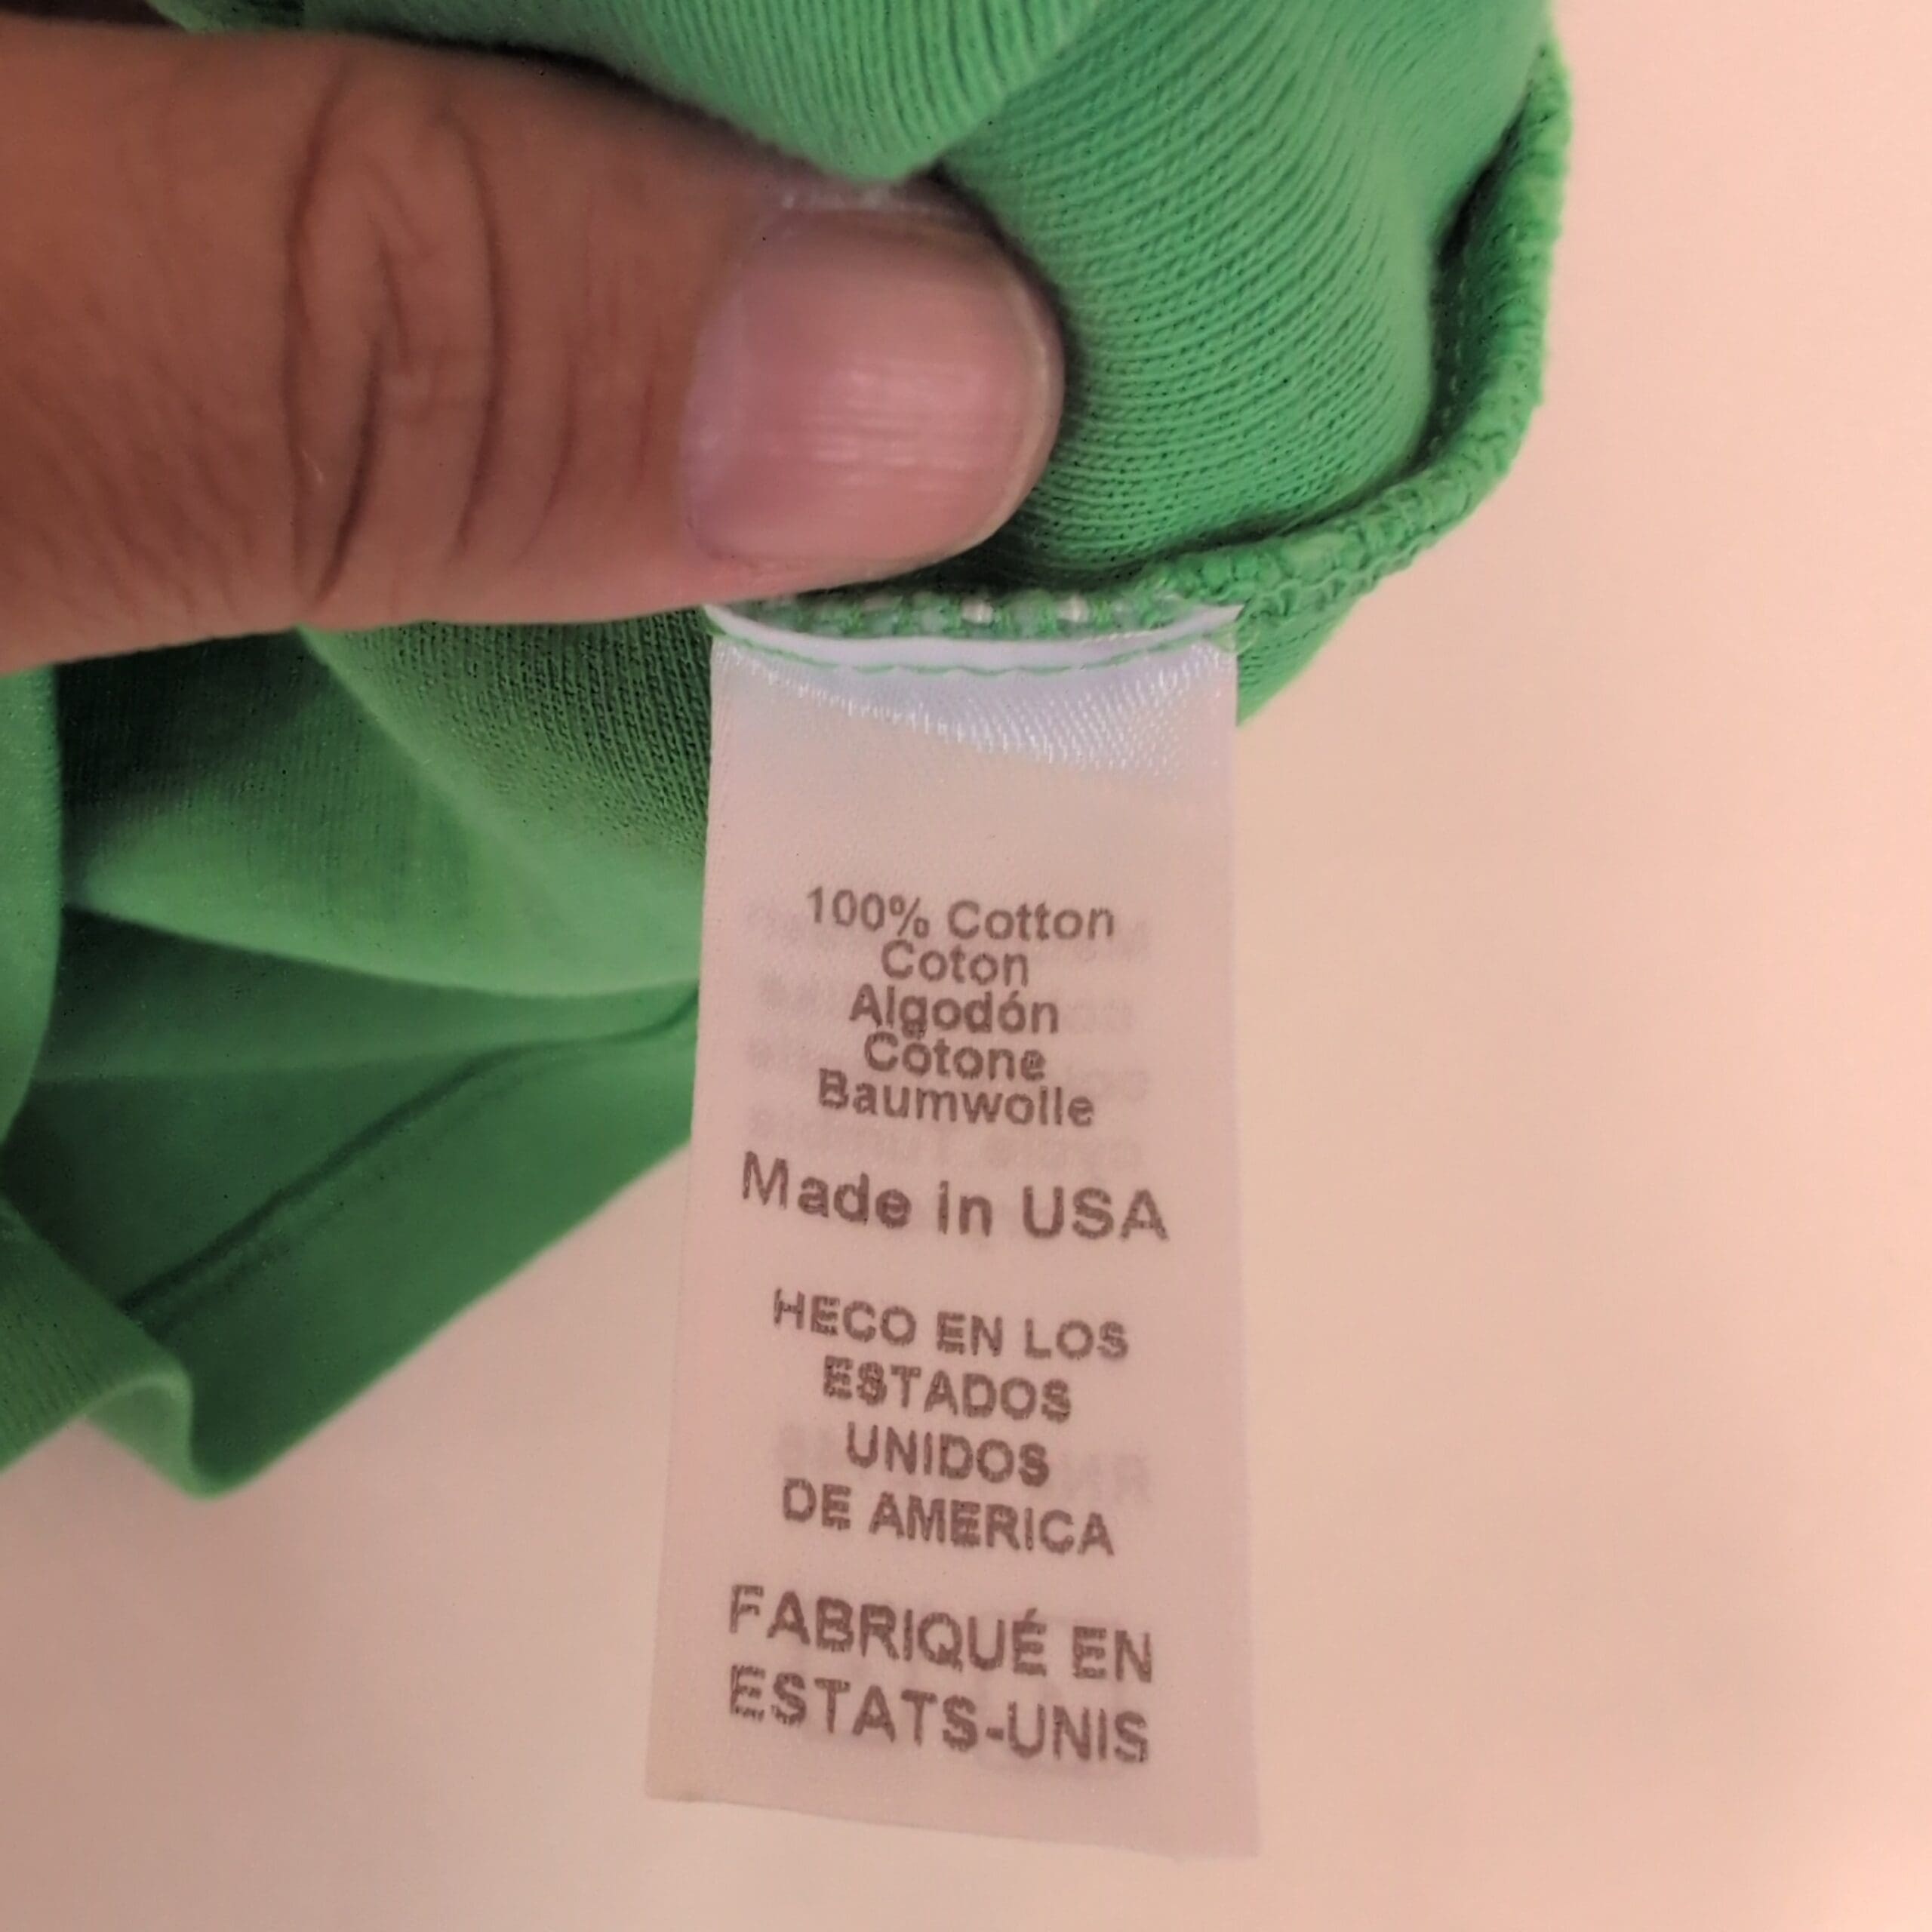 100% Cotton
Coton
Algodón
Cotone
Baumwolle
Made in USA
HECO EN LOS
ESTADOS
UNIDOS
DE AMERICA
FABRIQUÉ EN
ESTATS-UNIS